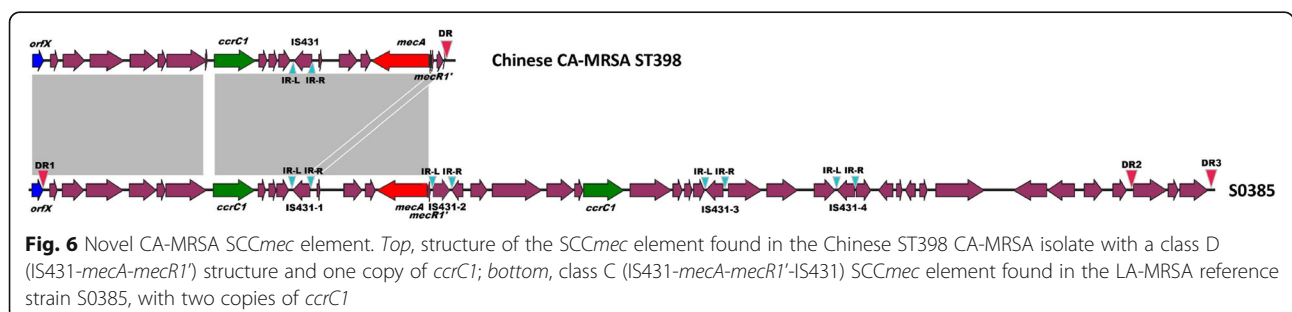 orfX ccrC1 IS431 mecA DR
Chinese CA-MRSA ST398
IR-L IR-R mecR1'
DR1 IR-L IR-R IR-L IR-R IR-L IR-R IR-L IR-R DR2 DR3
S0385
orfX ccrC1 IS431-1 mecA IS431-2 ccrC1 IS431-3 IS431-4
mecR1'
Fig. 6 Novel CA-MRSA SCCmec element. Top, structure of the SCCmec element found in the Chinese ST398 CA-MRSA isolate with a class D
(IS431-mecA-mecR1') structure and one copy of ccrC1; bottom, class C (IS431-mecA-mecR1'-IS431) SCCmec element found in the LA-MRSA reference
strain S0385, with two copies of ccrC1